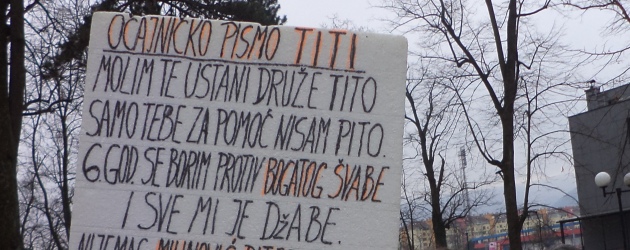 OČAJNIČKO PISMO TITI
MOLIM TE USTANI DRUŽE TITO
SAMO TEBE ZA POMOĆ NISAM PITO.
6 GOD. SE BORIM PROTIV BOGATOG ŠVABE
I SVE MI JE DŽABE.
NIJEMAC